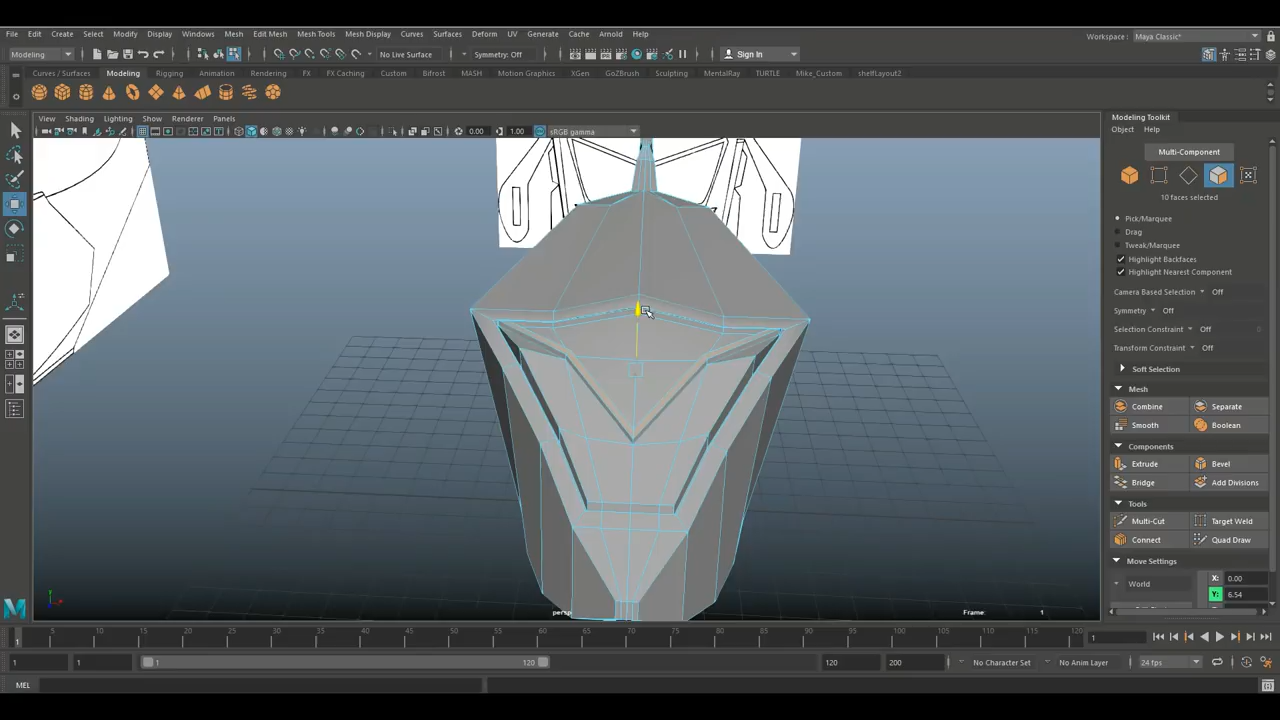 File Edit Create Select Modify Display Windows Mesh Edit Mesh Mesh Tools Mesh Display Curves Surfaces Deform UV Generate Cache Arnold Help
Workspace: Maya Classic*
Modeling
No Live Surface
Symmetry: Off
Sign In
Curves / Surfaces Modeling Rigging Animation Rendering FX FX Caching Custom Bifrost MASH Motion Graphics XGen GoZBrush MentalRay TURTLE Mike_Custom shelfLayout2
View Shading Lighting Show Renderer Panels
0.00 1.00 sRGB gamma
Modeling Toolkit
Object Help
Multi-Component
10 faces selected
Pick/Marquee
Drag
Tweak/Marquee
Highlight Backfaces
Highlight Nearest Component
Camera Based Selection Off
Symmetry: Off
Selection Constraint Off
Transform Constraint Off
Soft Selection
Mesh
Combine Separate
Smooth Boolean
Components
Extrude Bevel
Bridge Add Divisions
Tools
Multi-Cut Target Weld
Connect Quad Draw
Move Settings
World X: 0.00
Y: 6.54
persp
Frame: 1
1 5 10 15 20 25 30 35 40 45 50 55 60 65 70 75 80 85 90 95 100 105 110 115 120 1
1 1 1 120 120 200 No Character Set No Anim Layer 24 fps
MEL